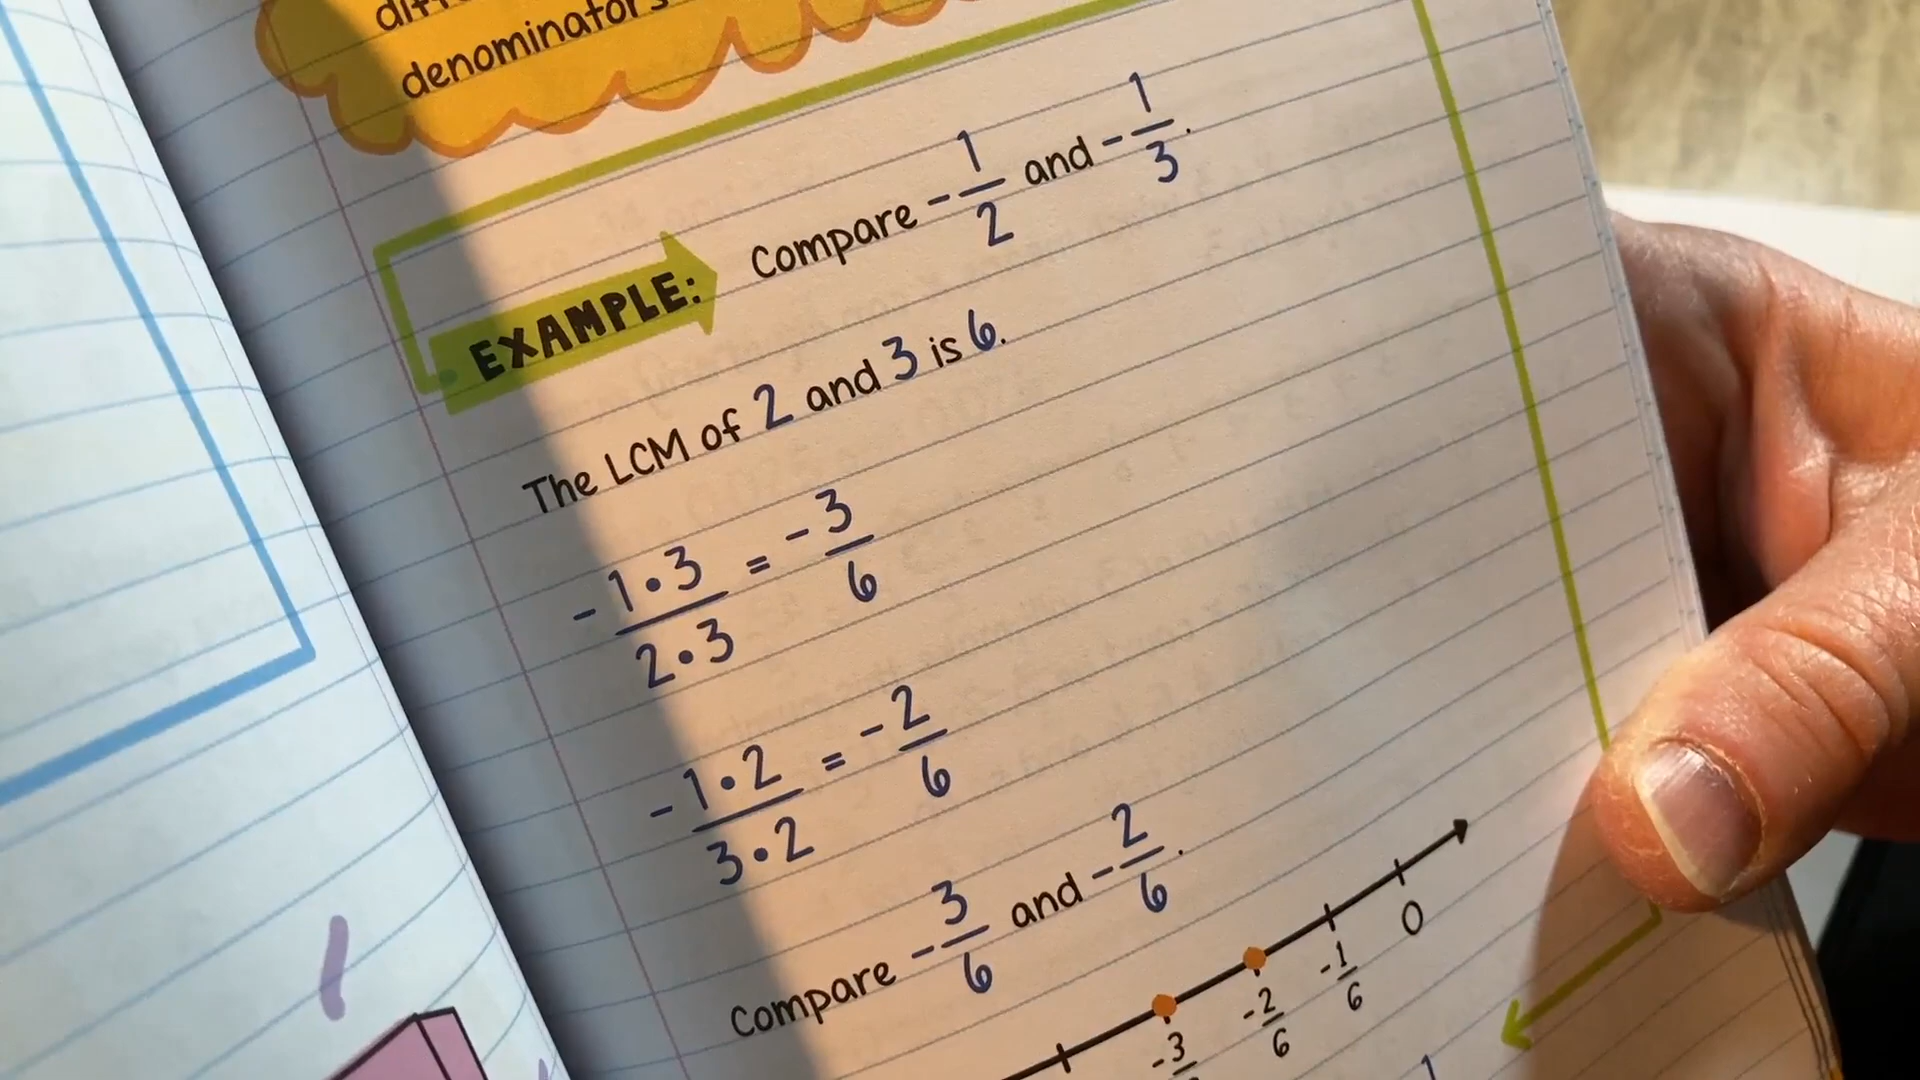 denominators
EXAMPLE: Compare -1/2 and -1/3.
The LCM of 2 and 3 is 6.
-1•3/2•3 = -3/6
-1•2/3•2 = -2/6
Compare -3/6 and -2/6.
-3 -2/6 -1/6 0